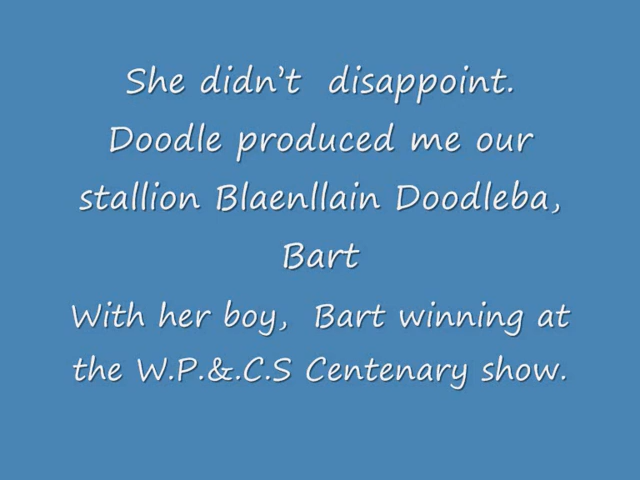 She didn’t  disappoint.
Doodle produced me our
stallion Blaenllain Doodleba,
Bart
With her boy,  Bart winning at
the W.P.&.C.S Centenary show.